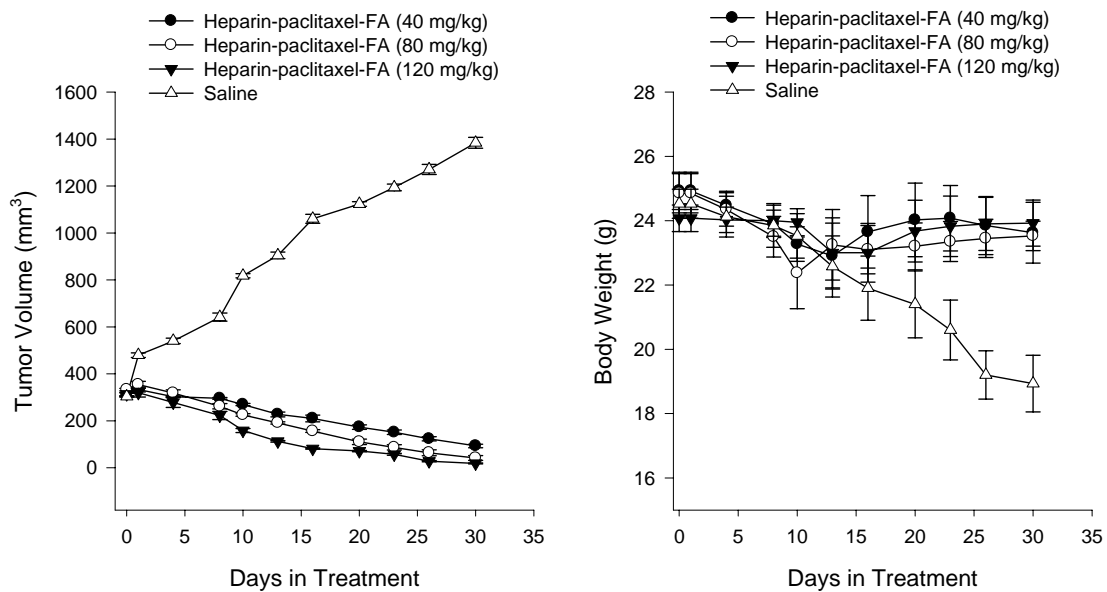 Heparin-paclitaxel-FA (40 mg/kg)
Heparin-paclitaxel-FA (80 mg/kg)
Heparin-paclitaxel-FA (120 mg/kg)
Saline
1600
1400
1200
1000
800
600
400
200
0
Tumor Volume (mm³)
0 5 10 15 20 25 30 35
Days in Treatment
Heparin-paclitaxel-FA (40 mg/kg)
Heparin-paclitaxel-FA (80 mg/kg)
Heparin-paclitaxel-FA (120 mg/kg)
Saline
28
26
24
22
20
18
16
Body Weight (g)
0 5 10 15 20 25 30 35
Days in Treatment